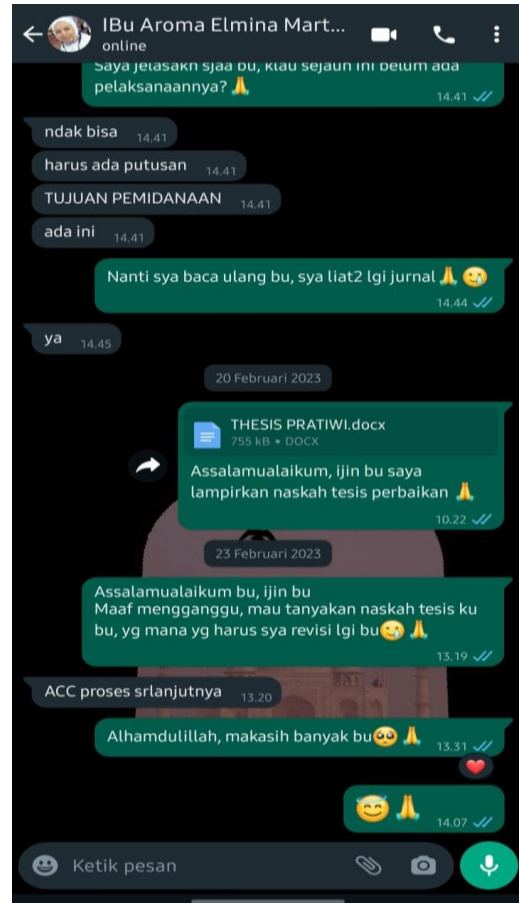 IBu Aroma Elmina Mart...
online
Saya jelasakn sjaa bu, klau sejauh ini belum ada
pelaksanaannya? 🙏
14.41
ndak bisa 14.41
harus ada putusan 14.41
TUJUAN PEMIDANAAN 14.41
ada ini 14.41
Nanti sya baca ulang bu, sya liat2 lgi jurnal 🙏 🥲
14.44
ya 14.45
20 Februari 2023
THESIS PRATIWI.docx
755 kB • DOCX
Assalamualaikum, ijin bu saya
lampirkan naskah tesis perbaikan 🙏
10.22
23 Februari 2023
Assalamualaikum bu, ijin bu
Maaf mengganggu, mau tanyakan naskah tesis ku
bu, yg mana yg harus sya revisi lgi bu🥲 🙏
13.19
ACC proses srlanjutnya 13.20
Alhamdulillah, makasih banyak bu🥺 🙏 13.31
❤️
😇 🙏 14.07
Ketik pesan